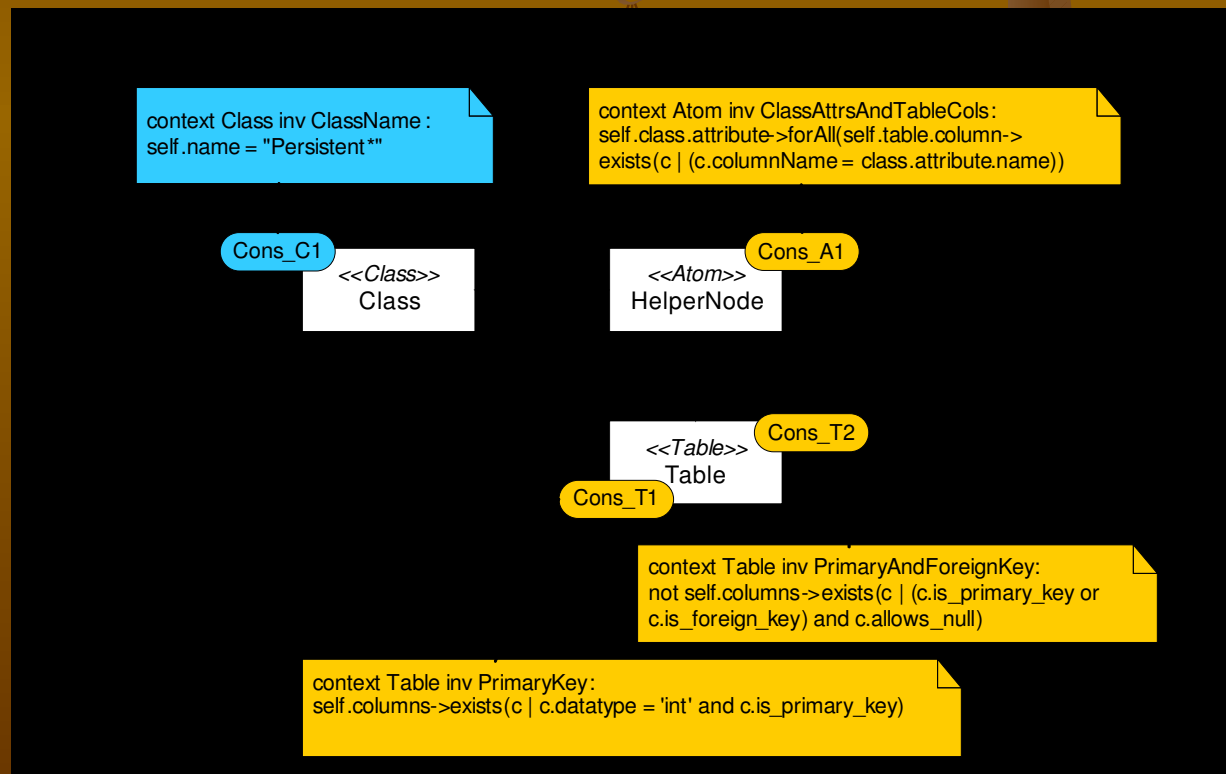 context Class inv ClassName :
self.name = "Persistent*"
context Atom inv ClassAttrsAndTableCols:
self.class.attribute->forAll(self.table.column->
exists(c | (c.columnName = class.attribute.name))
Cons_C1
<<Class>>
Class
Cons_A1
<<Atom>>
HelperNode
Cons_T2
<<Table>>
Table
Cons_T1
context Table inv PrimaryAndForeignKey:
not self.columns->exists(c | (c.is_primary_key or
c.is_foreign_key) and c.allows_null)
context Table inv PrimaryKey:
self.columns->exists(c | c.datatype = 'int' and c.is_primary_key)